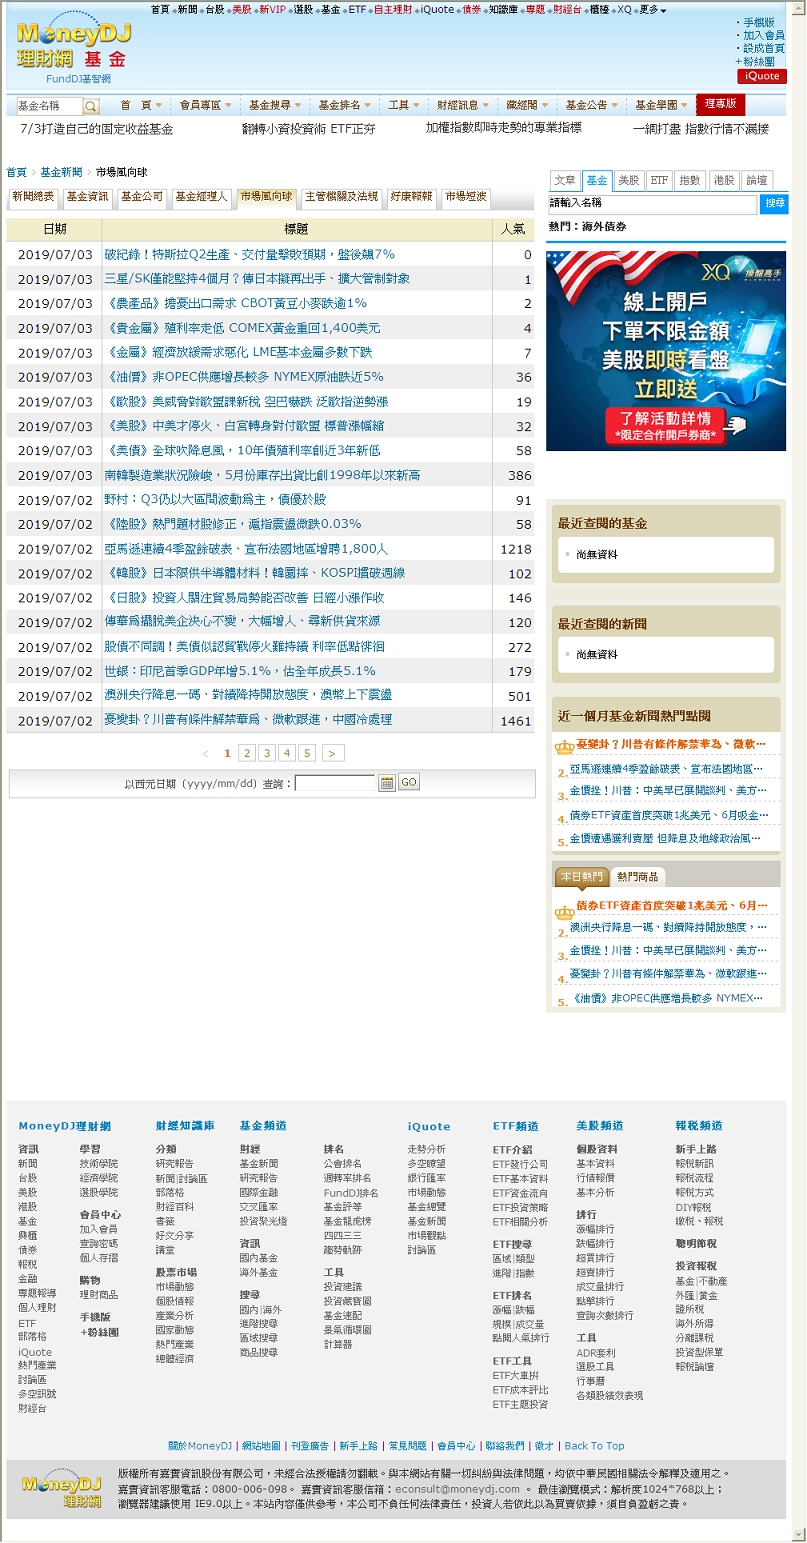 首頁 新聞 台股 美股 新VIP 選股 基金 ETF 自主理財 iQuote 債券 知識庫 專題 財經台 櫃檯 XQ 更多
MoneyDJ
理財網 基金
FundDJ基智網
手機版
加入會員
設成首頁
+粉絲團
iQuote
基金名稱 首 頁 會員專區 基金搜尋 基金排名 工具 財經訊息 藏經閣 基金公告 基金學園 理專版
7/3打造自己的固定收益基金 翻轉小資投資術 ETF正夯 加權指數即時走勢的專業指標 一網打盡 指數行情不漏接
首頁 > 基金新聞 > 市場風向球
新聞總表 基金資訊 基金公司 基金經理人 市場風向球 主管機關及法規 好康報報 市場短波
日期 標題 人氣
2019/07/03 破紀錄！特斯拉Q2生產、交付量擊敗預期，盤後飆7% 0
2019/07/03 三星/SK僅能堅持4個月？傳日本擬再出手、擴大管制對象 1
2019/07/03 《農產品》擔憂出口需求 CBOT黃豆小麥跌逾1% 2
2019/07/03 《貴金屬》殖利率走低 COMEX黃金重回1,400美元 4
2019/07/03 《金屬》經濟放緩需求惡化 LME基本金屬多數下跌 7
2019/07/03 《油價》非OPEC供應增長較多 NYMEX原油跌近5% 36
2019/07/03 《歐股》美威脅對歐盟課新稅 空巴嚇跌 泛歐指逆勢漲 19
2019/07/03 《美股》中美才停火、白宮轉身對付歐盟 標普漲幅縮 32
2019/07/03 《美債》全球吹降息風，10年債殖利率創近3年新低 58
2019/07/03 南韓製造業狀況險峻，5月份庫存出貨比創1998年以來新高 386
2019/07/02 野村：Q3仍以大區間波動為主，債優於股 91
2019/07/02 《陸股》熱門題材股修正，滬指震盪微跌0.03% 58
2019/07/02 亞馬遜連續4季盈餘破表、宣布法國地區增聘1,800人 1218
2019/07/02 《韓股》日本限供半導體材料！韓圜摔、KOSPI摜破週線 102
2019/07/02 《日股》投資人關注貿易局勢能否改善 日經小漲作收 146
2019/07/02 傳華為擺脫美企決心不變，大幅增人、尋新供貨來源 120
2019/07/02 股債不同調！美債似認貿戰停火難持續 利率低點徘徊 272
2019/07/02 世銀：印尼首季GDP年增5.1%，估全年成長5.1% 179
2019/07/02 澳洲央行降息一碼、對續降持開放態度，澳幣上下震盪 501
2019/07/02 憂變卦？川普有條件解禁華為、微軟跟進，中國冷處理 1461
< 1 2 3 4 5 >
以西元日期（yyyy/mm/dd）查詢： GO
文章 基金 美股 ETF 指數 港股 論壇
請輸入名稱 搜尋
熱門：海外債券
XQ 操盤高手
線上開戶
下單不限金額
美股即時看盤
立即送
了解活動詳情
*限定合作開戶券商*
最近查閱的基金
尚無資料
最近查閱的新聞
尚無資料
近一個月基金新聞熱門點閱
憂變卦？川普有條件解禁華為、微軟…
2. 亞馬遜連續4季盈餘破表、宣布法國地區…
3. 金價挫！川普：中美早已展開談判、美方…
4. 債券ETF資產首度突破1兆美元、6月吸金…
5. 金價遭遇獲利賣壓 但降息及地緣政治風…
本日熱門 熱門商品
債券ETF資產首度突破1兆美元、6月…
2. 澳洲央行降息一碼、對續降持開放態度，…
3. 金價挫！川普：中美早已展開談判、美方…
4. 憂變卦？川普有條件解禁華為、微軟跟進…
5. 《油價》非OPEC供應增長較多 NYMEX…
MoneyDJ理財網
資訊
新聞
台股
美股
港股
基金
興櫃
債券
報稅
金融
專題報導
個人理財
ETF
部落格
iQuote
熱門產業
討論區
多空訊號
財經台
學習
技術學院
經濟學院
選股學院
會員中心
加入會員
查詢密碼
個人存摺
購物
理財商品
手機版
+粉絲團
財經知識庫
分類
研究報告
新聞|討論區
部落格
財經百科
書籤
好文分享
講堂
股票市場
市場動態
個股情報
產業分析
國家動態
熱門產業
總體經濟
基金頻道
財經
基金新聞
研究報告
國際金融
交叉匯率
投資聚光燈
資訊
國內基金
海外基金
搜尋
國內|海外
進階搜尋
區域搜尋
商品搜尋
排名
公會排名
週轉率排名
FundDJ排名
基金評等
基金龍虎榜
四四三三
趨勢軌跡
工具
投資建議
投資藏寶圖
基金速配
景氣循環圖
計算器
iQuote
走勢分析
多空瞭望
銀行匯率
市場動態
基金總覽
基金新聞
市場觀點
討論區
ETF頻道
ETF介紹
ETF發行公司
ETF基本資料
ETF資金流向
ETF投資策略
ETF相關分析
ETF搜尋
區域|類型
進階|指數
ETF排名
漲幅|跌幅
規模|成交量
點閱人氣排行
ETF工具
ETF大車拚
ETF成本評比
ETF主題投資
美股頻道
個股資料
基本資料
行情報價
基本分析
排行
漲幅排行
跌幅排行
超買排行
超賣排行
成交量排行
點擊排行
查詢次數排行
工具
ADR套利
選股工具
行事曆
各類股績效表現
報稅頻道
新手上路
報稅新訊
報稅流程
報稅方式
DIY報稅
繳稅、報稅
聰明節稅
投資報稅
基金|不動產
外匯|黃金
證所稅
海外所得
分離課稅
投資型保單
報稅論壇
關於MoneyDJ | 網站地圖 | 刊登廣告 | 新手上路 | 常見問題 | 會員中心 | 聯絡我們 | 徵才 | Back To Top
MoneyDJ
理財網
版權所有嘉實資訊股份有限公司，未經合法授權請勿翻載。與本網站有關一切糾紛與法律問題，均依中華民國相關法令解釋及適用之。
嘉實資訊客服電話：0800-006-098。 嘉實資訊客服信箱：econsult@moneydj.com 。 最佳瀏覽模式：解析度1024*768以上；
瀏覽器建議使用 IE9.0以上。本站內容僅供參考，本公司不負任何法律責任，投資人若依此以為買賣依據，須自負盈虧之責。